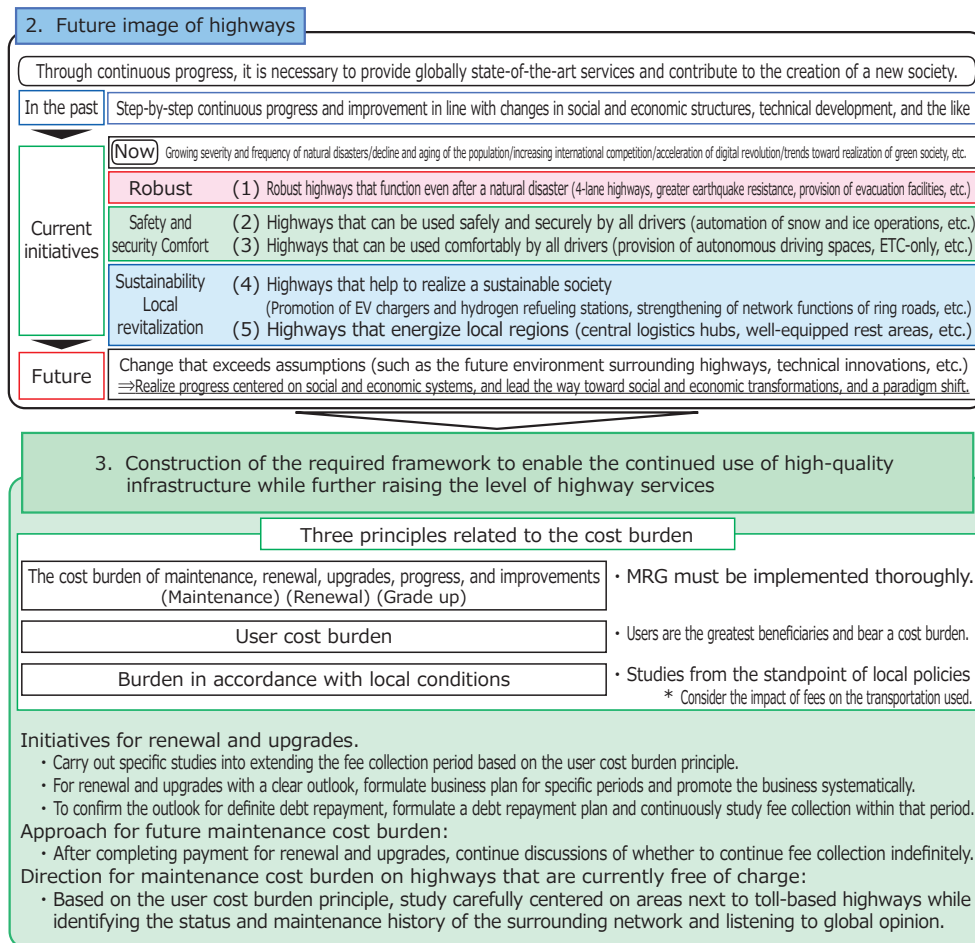 2. Future image of highways
Through continuous progress, it is necessary to provide globally state-of-the-art services and contribute to the creation of a new society.
In the past
Step-by-step continuous progress and improvement in line with changes in social and economic structures, technical development, and the like
Current
initiatives
Now Growing severity and frequency of natural disasters/decline and aging of the population/increasing international competition/acceleration of digital revolution/trends toward realization of green society, etc.
Robust
(1) Robust highways that function even after a natural disaster (4-lane highways, greater earthquake resistance, provision of evacuation facilities, etc.)
Safety and
security Comfort
(2) Highways that can be used safely and securely by all drivers (automation of snow and ice operations, etc.)
(3) Highways that can be used comfortably by all drivers (provision of autonomous driving spaces, ETC-only, etc.)
Sustainability
Local
revitalization
(4) Highways that help to realize a sustainable society
(Promotion of EV chargers and hydrogen refueling stations, strengthening of network functions of ring roads, etc.)
(5) Highways that energize local regions (central logistics hubs, well-equipped rest areas, etc.)
Future
Change that exceeds assumptions (such as the future environment surrounding highways, technical innovations, etc.)
⇒Realize progress centered on social and economic systems, and lead the way toward social and economic transformations, and a paradigm shift.
3. Construction of the required framework to enable the continued use of high-quality
infrastructure while further raising the level of highway services
Three principles related to the cost burden
The cost burden of maintenance, renewal, upgrades, progress, and improvements
(Maintenance) (Renewal) (Grade up)
・MRG must be implemented thoroughly.
User cost burden
・Users are the greatest beneficiaries and bear a cost burden.
Burden in accordance with local conditions
・Studies from the standpoint of local policies
* Consider the impact of fees on the transportation used.
Initiatives for renewal and upgrades.
・Carry out specific studies into extending the fee collection period based on the user cost burden principle.
・For renewal and upgrades with a clear outlook, formulate business plan for specific periods and promote the business systematically.
・To confirm the outlook for definite debt repayment, formulate a debt repayment plan and continuously study fee collection within that period.
Approach for future maintenance cost burden:
・After completing payment for renewal and upgrades, continue discussions of whether to continue fee collection indefinitely.
Direction for maintenance cost burden on highways that are currently free of charge:
・Based on the user cost burden principle, study carefully centered on areas next to toll-based highways while
identifying the status and maintenance history of the surrounding network and listening to global opinion.